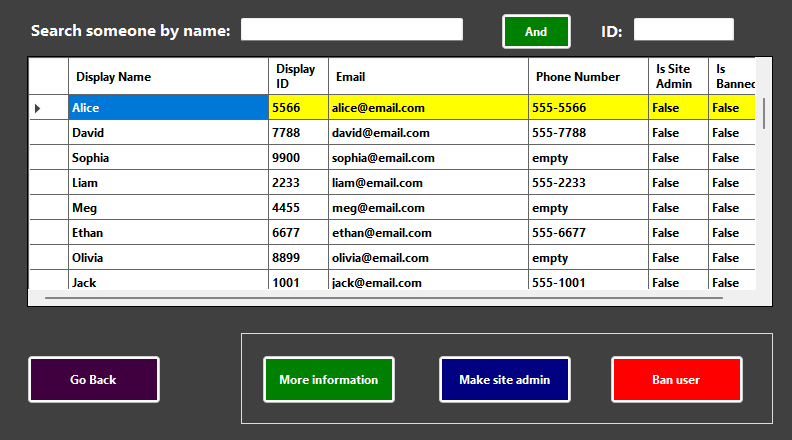 Search someone by name: And ID:
Display Name Display ID Email Phone Number Is Site Admin Is Banned
Alice 5566 alice@email.com 555-5566 False False
David 7788 david@email.com 555-7788 False False
Sophia 9900 sophia@email.com empty False False
Liam 2233 liam@email.com 555-2233 False False
Meg 4455 meg@email.com empty False False
Ethan 6677 ethan@email.com 555-6677 False False
Olivia 8899 olivia@email.com empty False False
Jack 1001 jack@email.com 555-1001 False False
Go Back More information Make site admin Ban user